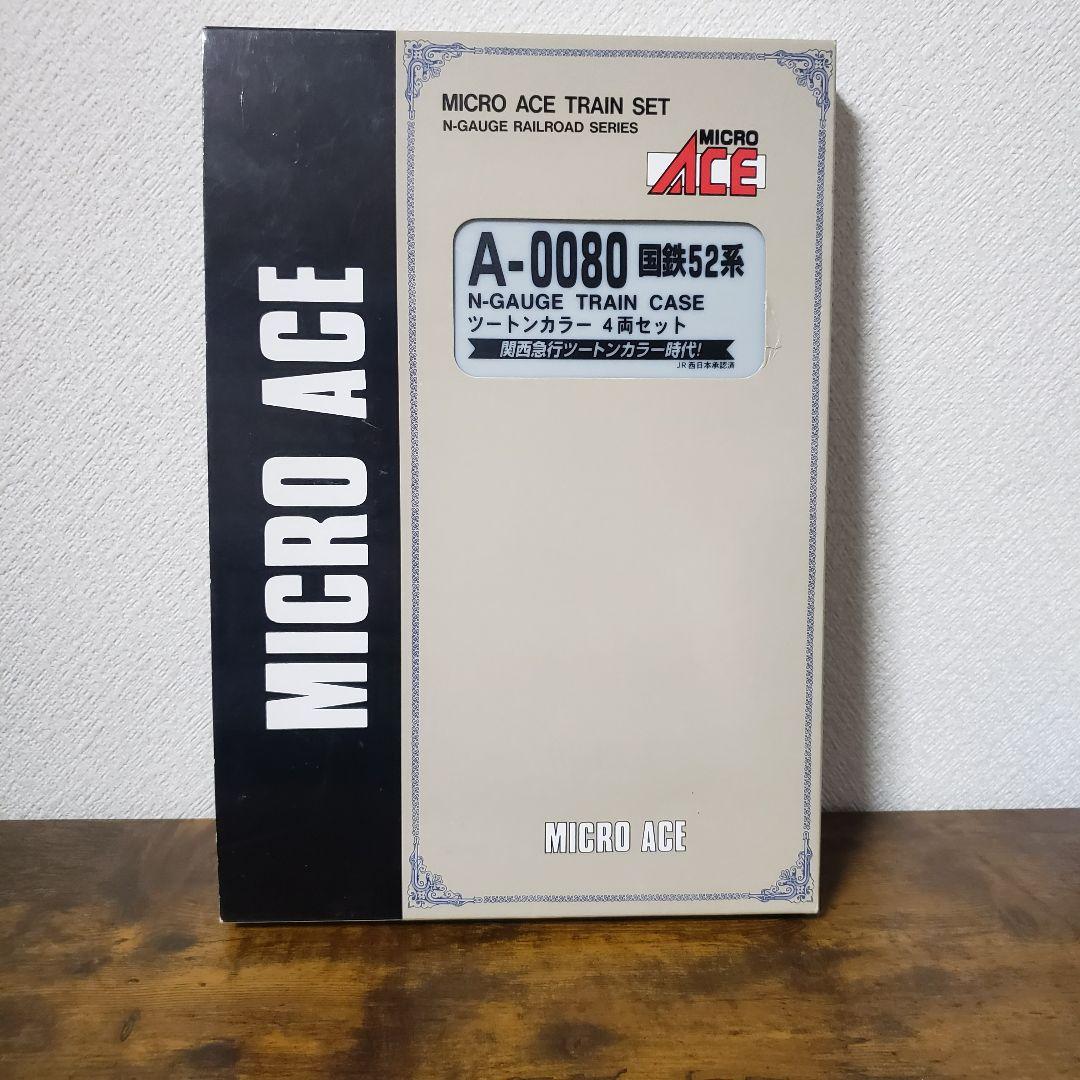 MICRO ACE
MICRO ACE TRAIN SET
N-GAUGE RAILROAD SERIES
MICRO
ACE
A-0080 国鉄52系
N-GAUGE TRAIN CASE
ツートンカラー 4両セット
関西急行ツートンカラー時代!
JR西日本承認済
MICRO ACE